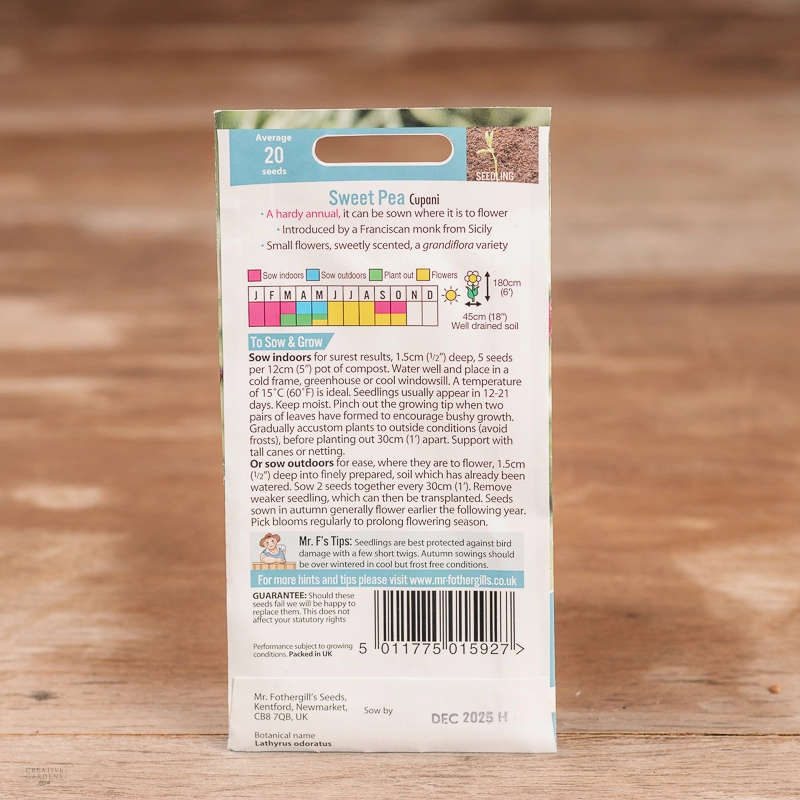 Average
20
seeds
SEEDLING
Sweet Pea Cupani
• A hardy annual, it can be sown where it is to flower
• Introduced by a Franciscan monk from Sicily
• Small flowers, sweetly scented, a grandiflora variety
Sow indoors Sow outdoors Plant out Flowers
J F M A M J J A S O N D
180cm
(6')
45cm (18")
Well drained soil
To Sow & Grow
Sow indoors for surest results, 1.5cm (1/2") deep, 5 seeds
per 12cm (5") pot of compost. Water well and place in a
cold frame, greenhouse or cool windowsill. A temperature
of 15˚C (60˚F) is ideal. Seedlings usually appear in 12-21
days. Keep moist. Pinch out the growing tip when two
pairs of leaves have formed to encourage bushy growth.
Gradually accustom plants to outside conditions (avoid
frosts), before planting out 30cm (1') apart. Support with
tall canes or netting.
Or sow outdoors for ease, where they are to flower, 1.5cm
(1/2") deep into finely prepared, soil which has already been
watered. Sow 2 seeds together every 30cm (1'). Remove
weaker seedling, which can then be transplanted. Seeds
sown in autumn generally flower earlier the following year.
Pick blooms regularly to prolong flowering season.
Mr. F's Tips: Seedlings are best protected against bird
damage with a few short twigs. Autumn sowings should
be over wintered in cool but frost free conditions.
For more hints and tips please visit www.mr-fothergills.co.uk
GUARANTEE: Should these
seeds fail we will be happy to
replace them. This does not
affect your statutory rights
Performance subject to growing
conditions. Packed in UK
5 011775 015927 >
Mr. Fothergill's Seeds,
Kentford, Newmarket,
CB8 7QB, UK
Sow by
DEC 2025 H
Botanical name
Lathyrus odoratus
CREATIVE
GARDENS